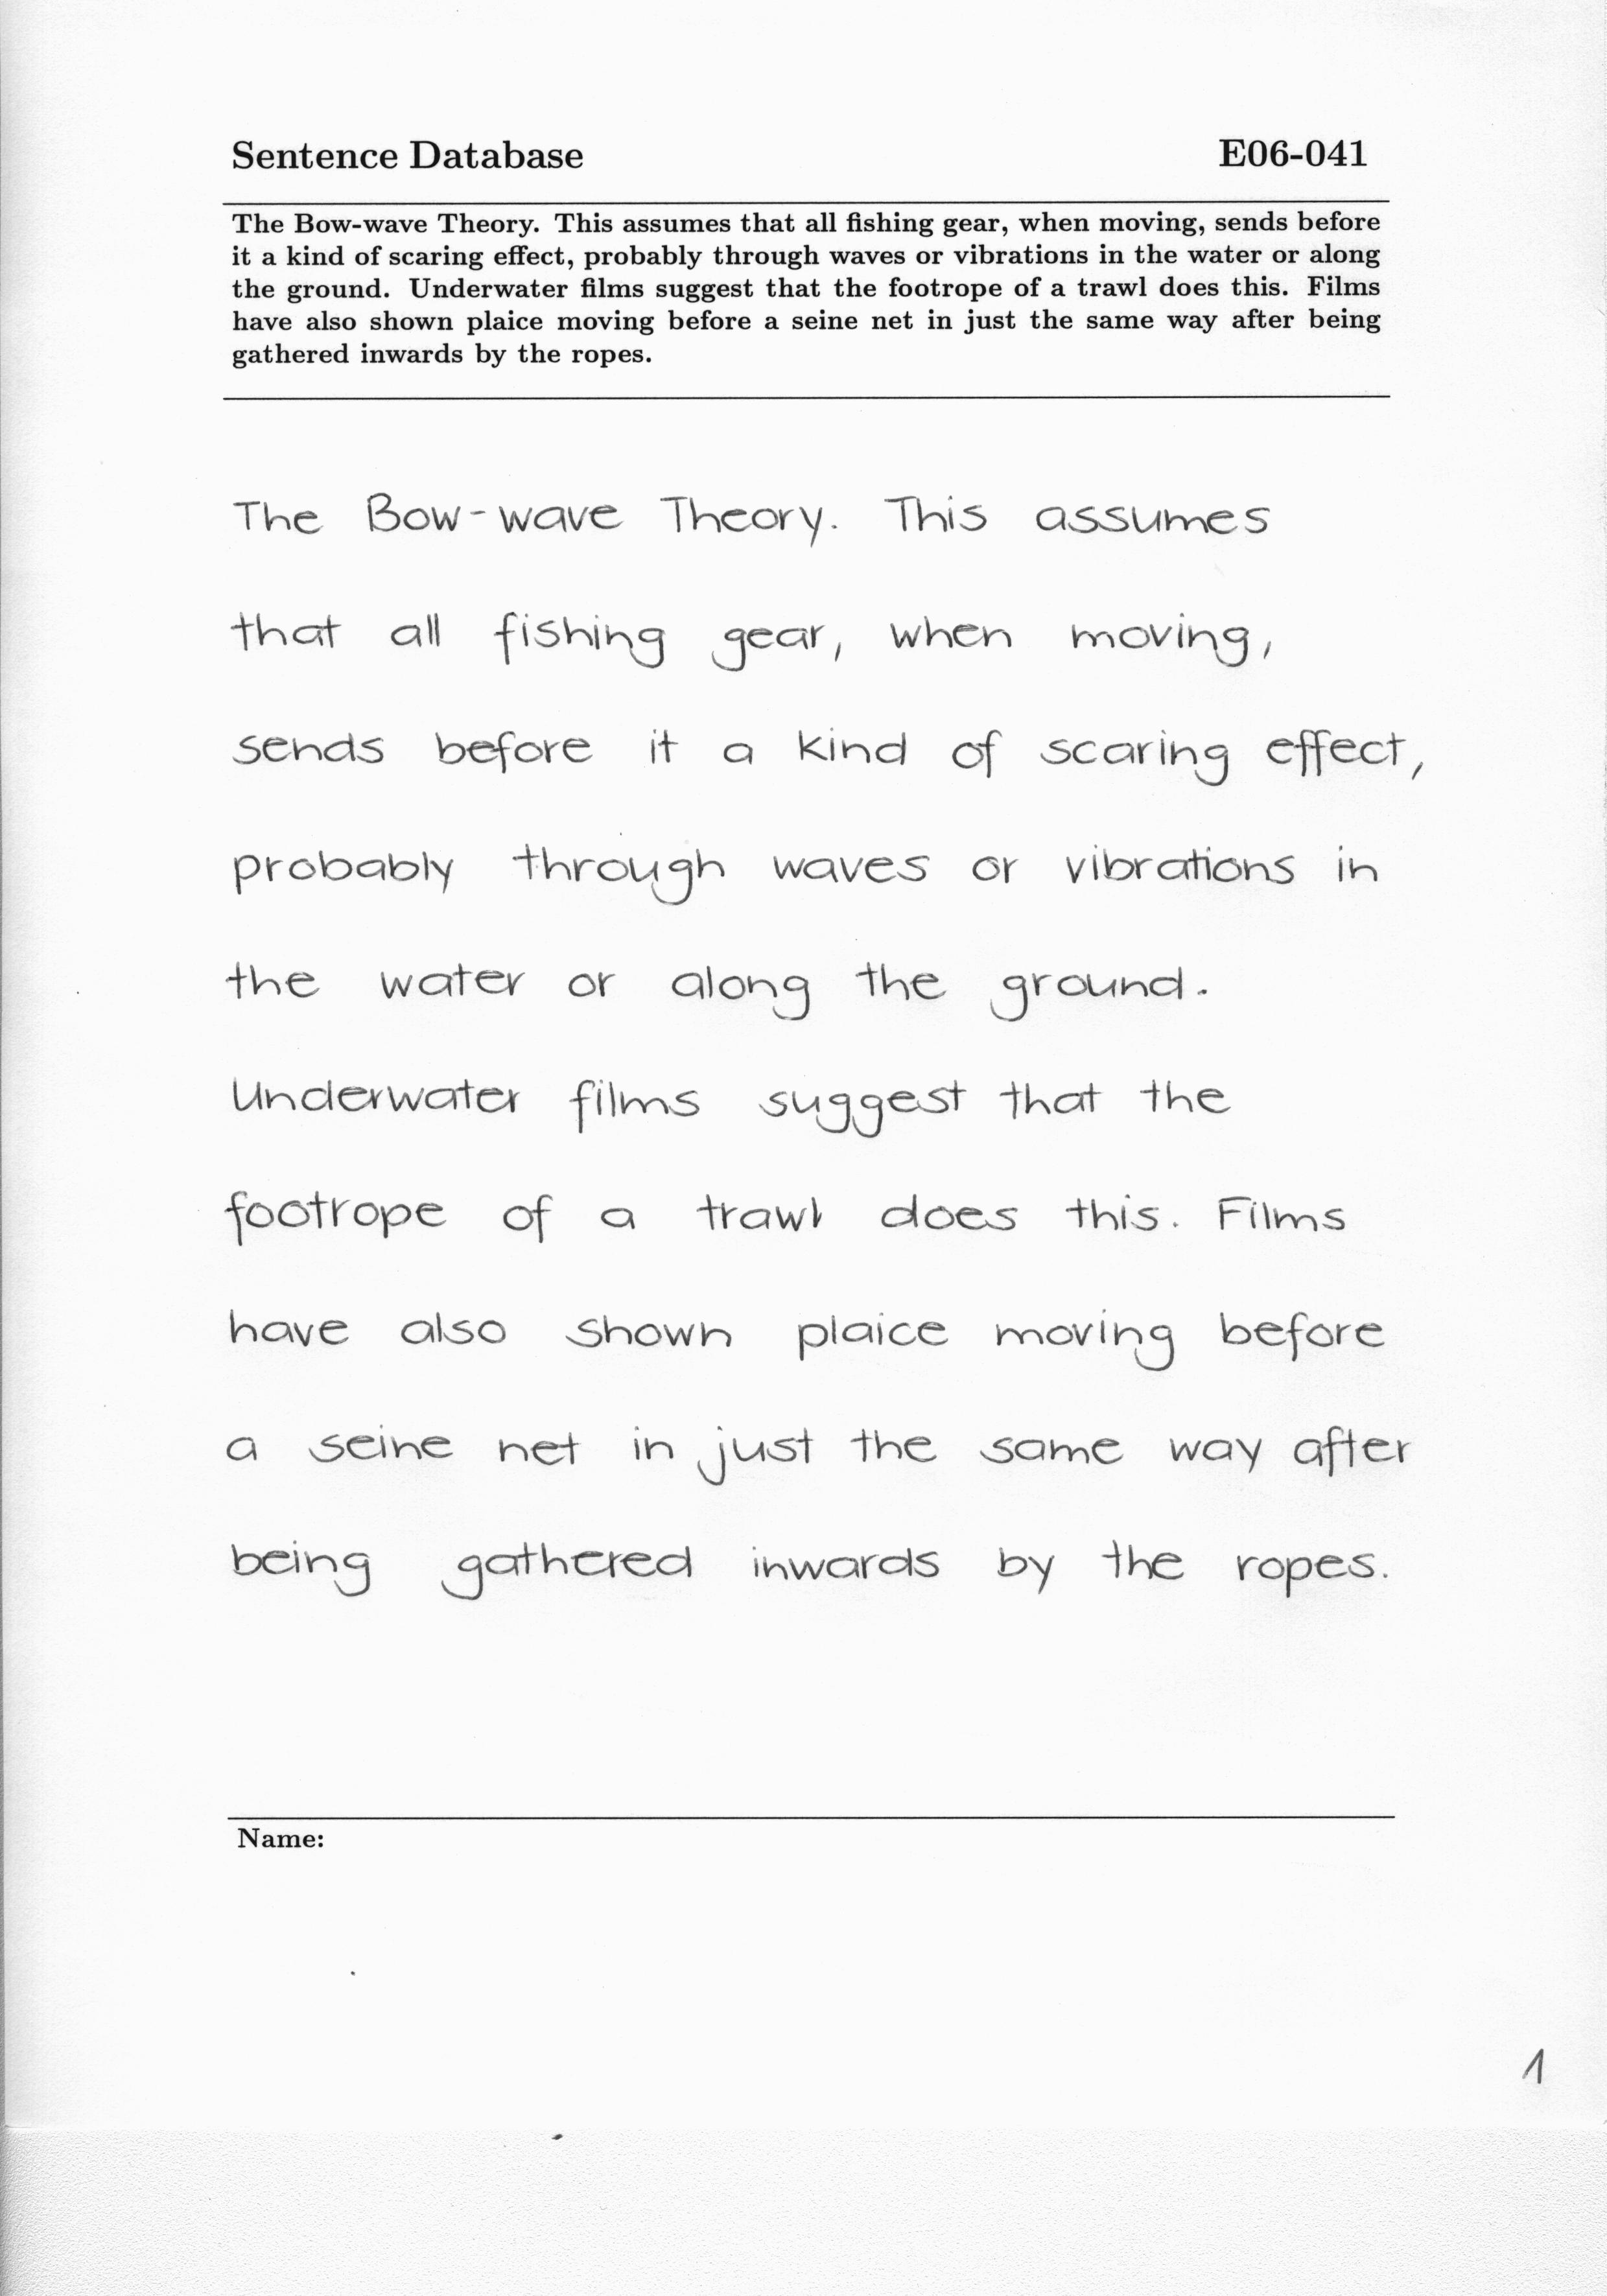 Sentence Database E06-041
The Bow-wave Theory. This assumes that all fishing gear, when moving, sends before
it a kind of scaring effect, probably through waves or vibrations in the water or along
the ground. Underwater films suggest that the footrope of a trawl does this. Films
have also shown plaice moving before a seine net in just the same way after being
gathered inwards by the ropes.
The Bow-wave Theory. This assumes
that all fishing gear, when moving,
sends before it a kind of scaring effect,
probably through waves or vibrations in
the water or along the ground.
Underwater films suggest that the
footrope of a trawl does this. Films
have also shown plaice moving before
a seine net in just the same way after
being gathered inwards by the ropes.
Name:
1